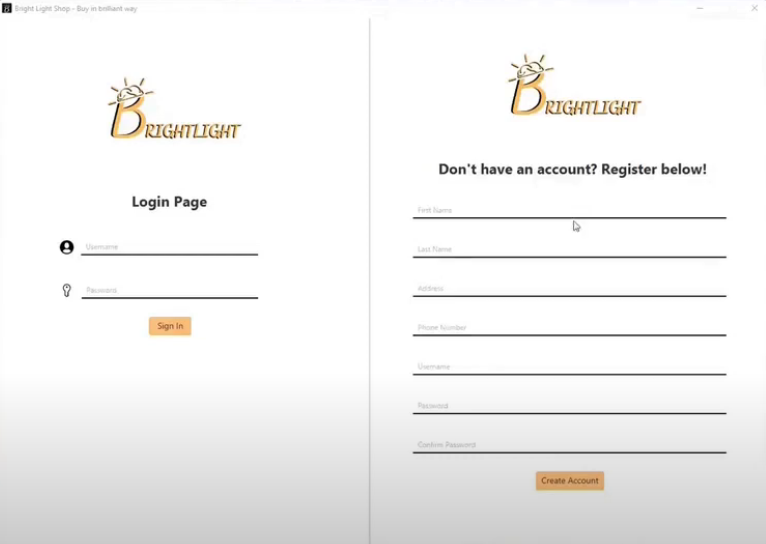 Bright Light Shop - Buy in brilliant way
BRIGHTLIGHT
Login Page
Username
Password
Sign In
BRIGHTLIGHT
Don't have an account? Register below!
First Name
Last Name
Address
Phone Number
Username
Password
Confirm Password
Create Account